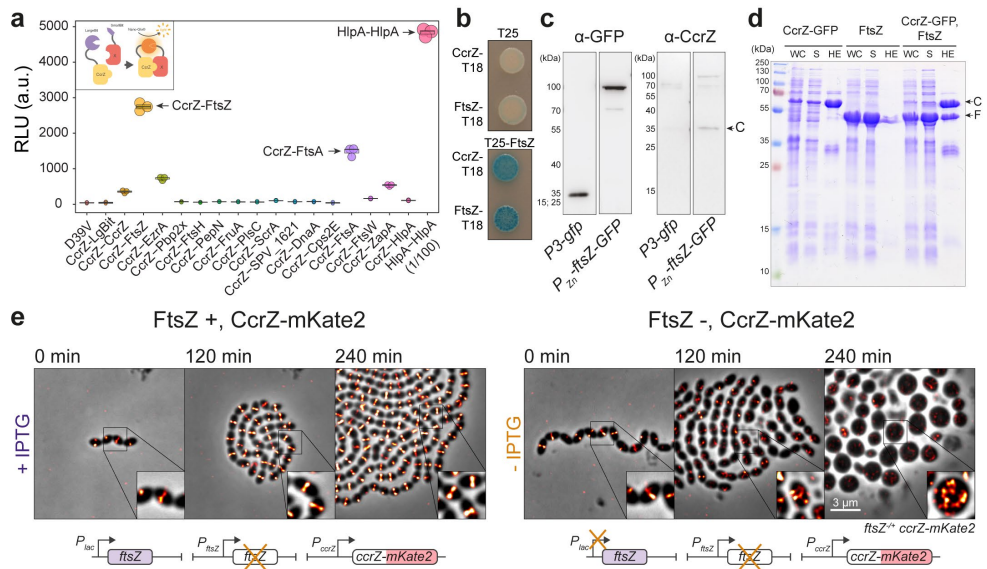 a
HlpA-HlpA
5000
4000
3000
2000
1000
0
RLU (a.u.)
CcrZ
X
CcrZ
X
CcrZ-FtsZ
CcrZ-FtsA
D39V
CcrZ-LgBit
CcrZ-CcrZ
CcrZ-FtsZ
CcrZ-EzrA
CcrZ-Pbp2x
CcrZ-FtsH
CcrZ-PepN
CcrZ-FruA
CcrZ-PlsC
CcrZ-ScrA
CcrZ-SPV_1621
CcrZ-DnaA
CcrZ-Cps2E
CcrZ-FtsA
CcrZ-FtsW
CcrZ-ZapA
CcrZ-HlpA
HlpA-HlpA
(1/100)
b
T25
CcrZ-
T18
FtsZ-
T18
T25-FtsZ
CcrZ-
T18
FtsZ-
T18
c
α-GFP
α-CcrZ
(kDa)
(kDa)
100
70
55
35
15; 25
100
70
55
35
25
15
C
P3-gfp
PZn-ftsZ-GFP
P3-gfp
PZn-ftsZ-GFP
d
CcrZ-GFP
FtsZ
CcrZ-GFP,
FtsZ
(kDa)
WC S HE WC S HE WC S HE
250
130
100
70
55
35
25
15
10
C
F
e
FtsZ +, CcrZ-mKate2
FtsZ -, CcrZ-mKate2
0 min
120 min
240 min
0 min
120 min
240 min
+ IPTG
- IPTG
3 µm
ftsZ-/+ ccrZ-mKate2
Plac
ftsZ
PftsZ
ftsZ
PccrZ
ccrZ-mKate2
Plac
ftsZ
PftsZ
ftsZ
PccrZ
ccrZ-mKate2